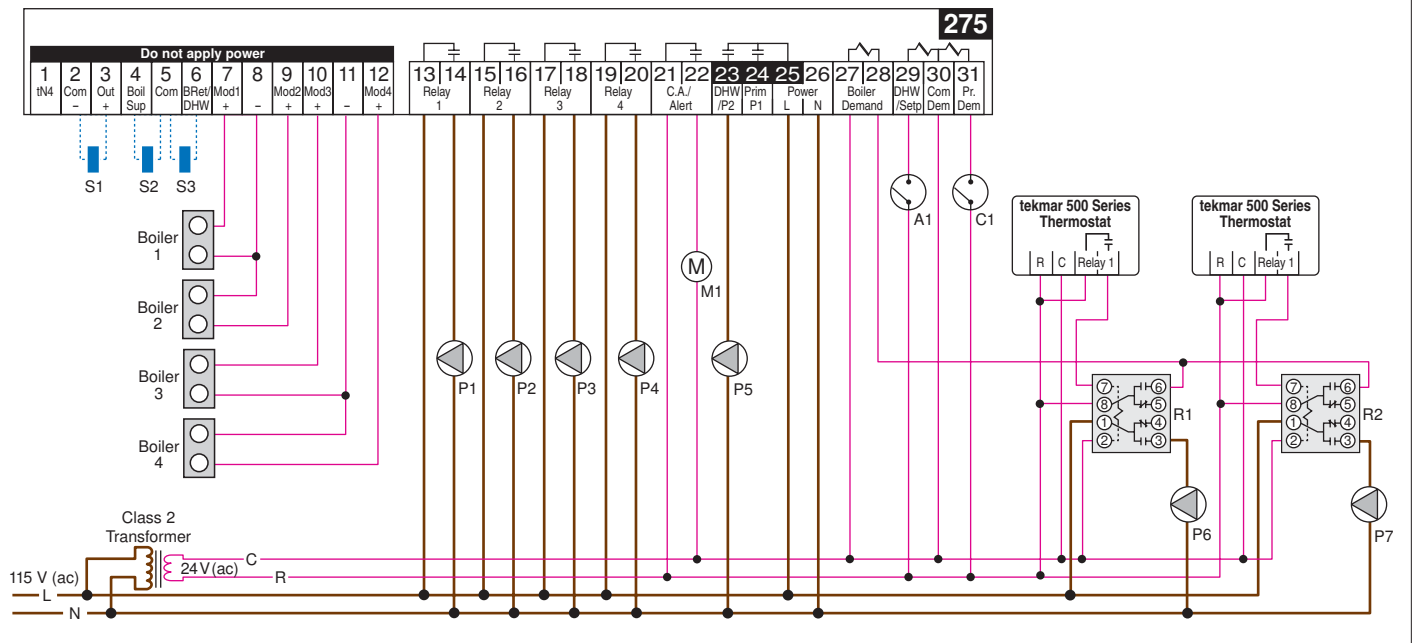 275
Do not apply power
1 2 3 4 5 6 7 8 9 10 11 12 13 14 15 16 17 18 19 20 21 22 23 24 25 26 27 28 29 30 31
tN4 Com Out Boil Com BRet/ Mod1 Mod2 Mod3 Mod4 Relay Relay Relay Relay C.A./ DHW Prim Power Boiler DHW Com Pr.
– + Sup DHW + – + + – + 1 2 3 4 Alert /P2 P1 L N Demand /Setp Dem Dem
S1 S2 S3
A1 C1
tekmar 500 Series
Thermostat
R C Relay 1
tekmar 500 Series
Thermostat
R C Relay 1
Boiler
1
M
M1
Boiler
2
Boiler
3
Boiler
4
P1 P2 P3 P4 P5
7 6
8 5
1 4
2 3
R1
7 6
8 5
1 4
2 3
R2
P6 P7
Class 2
Transformer
C
24V (ac)
R
115 V (ac)
L
N